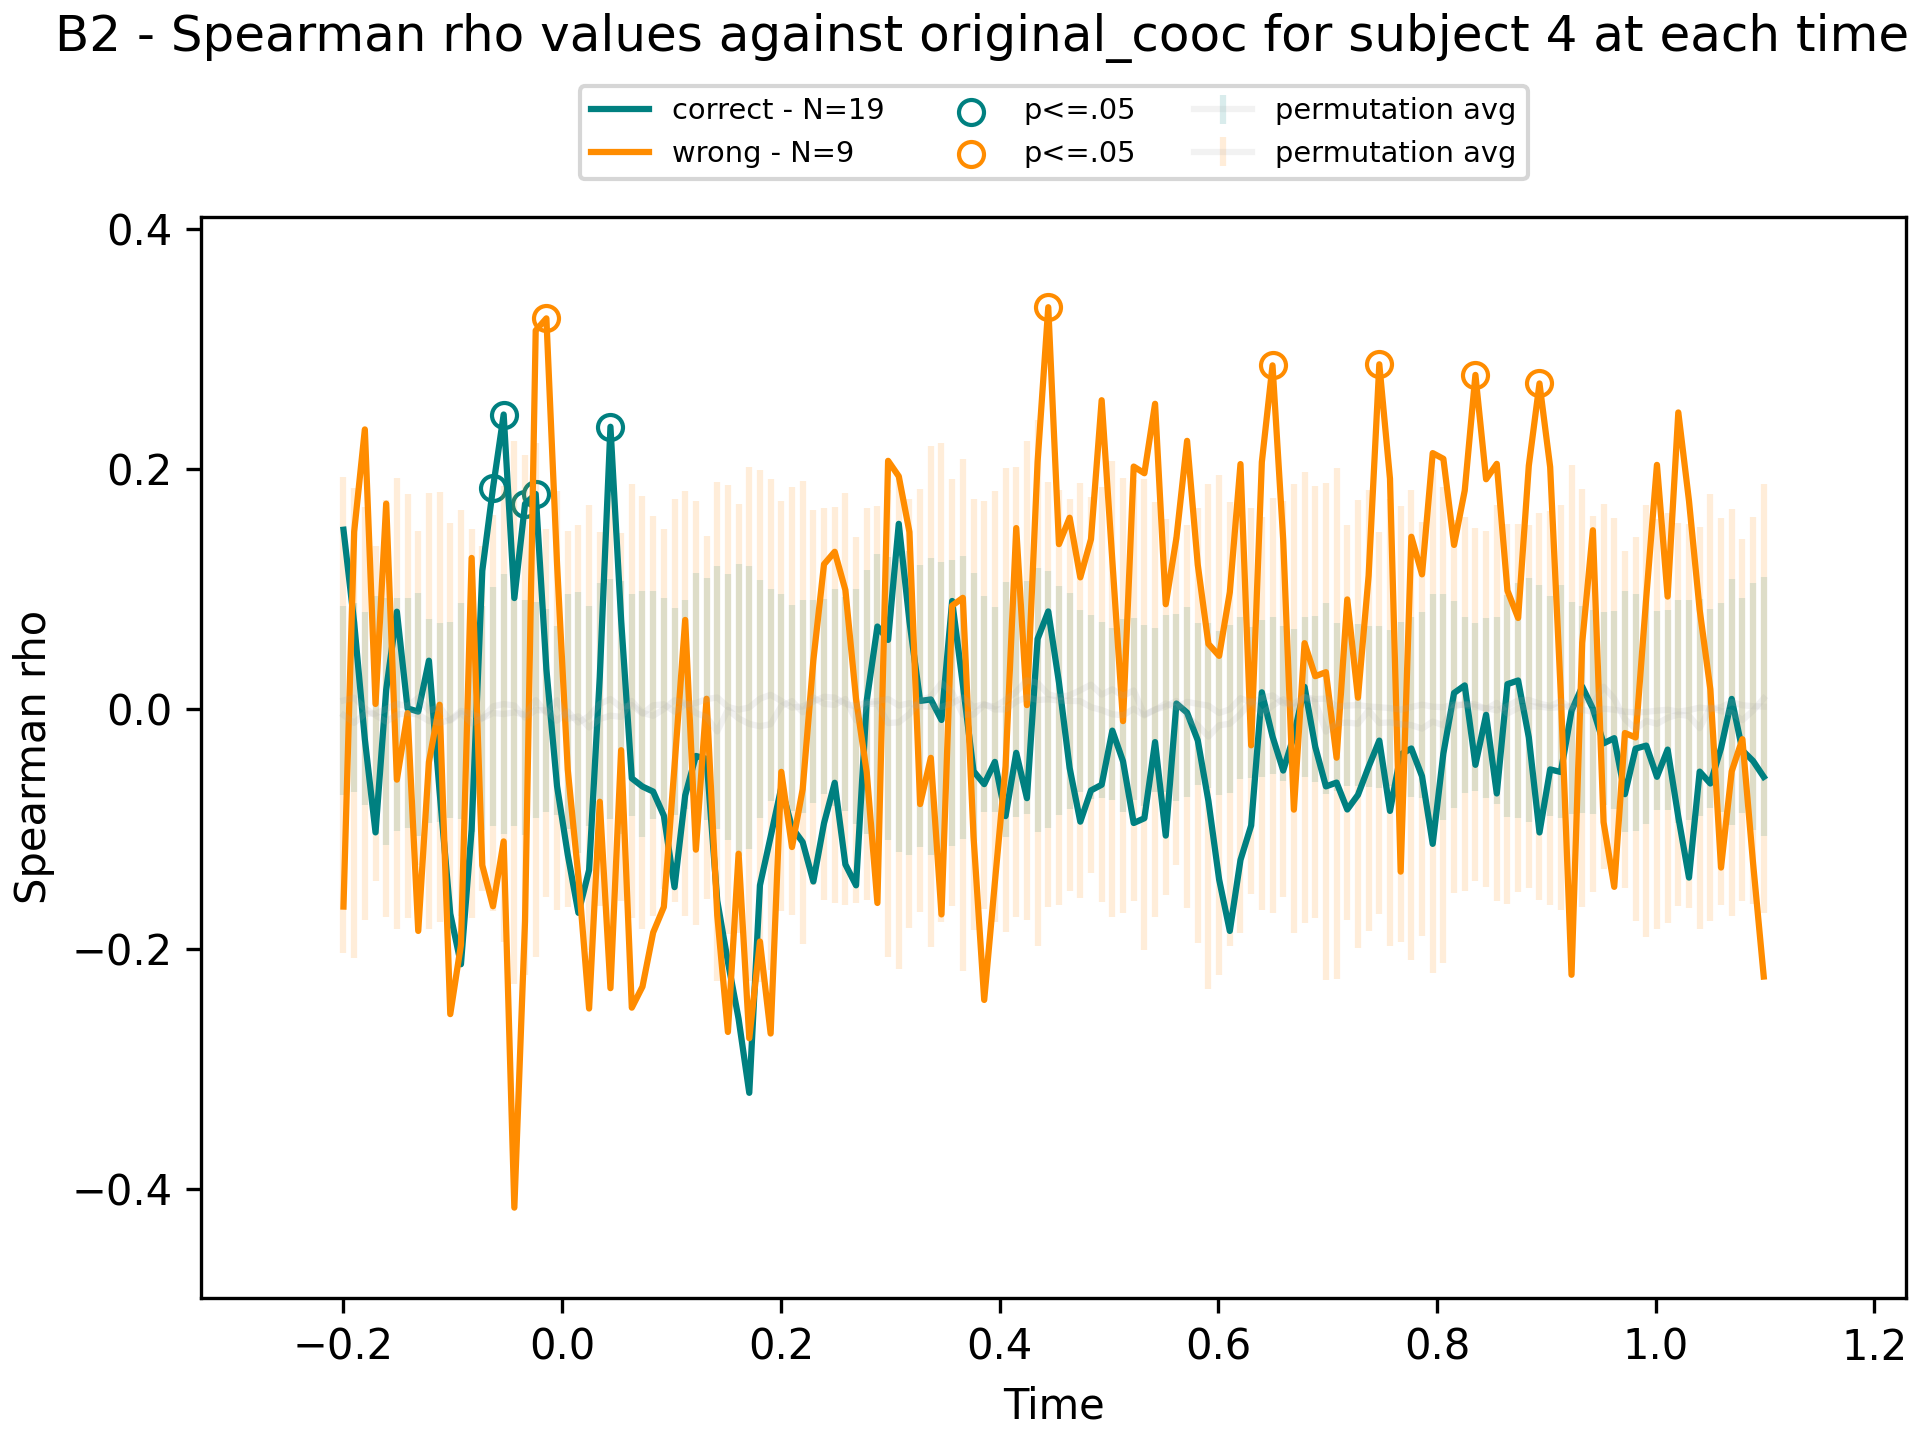 B2 - Spearman rho values against original_cooc for subject 4 at each time
correct - N=19
wrong - N=9
p<=.05
p<=.05
permutation avg
permutation avg
0.4
0.2
0.0
−0.2
−0.4
Spearman rho
−0.2 0.0 0.2 0.4 0.6 0.8 1.0 1.2
Time